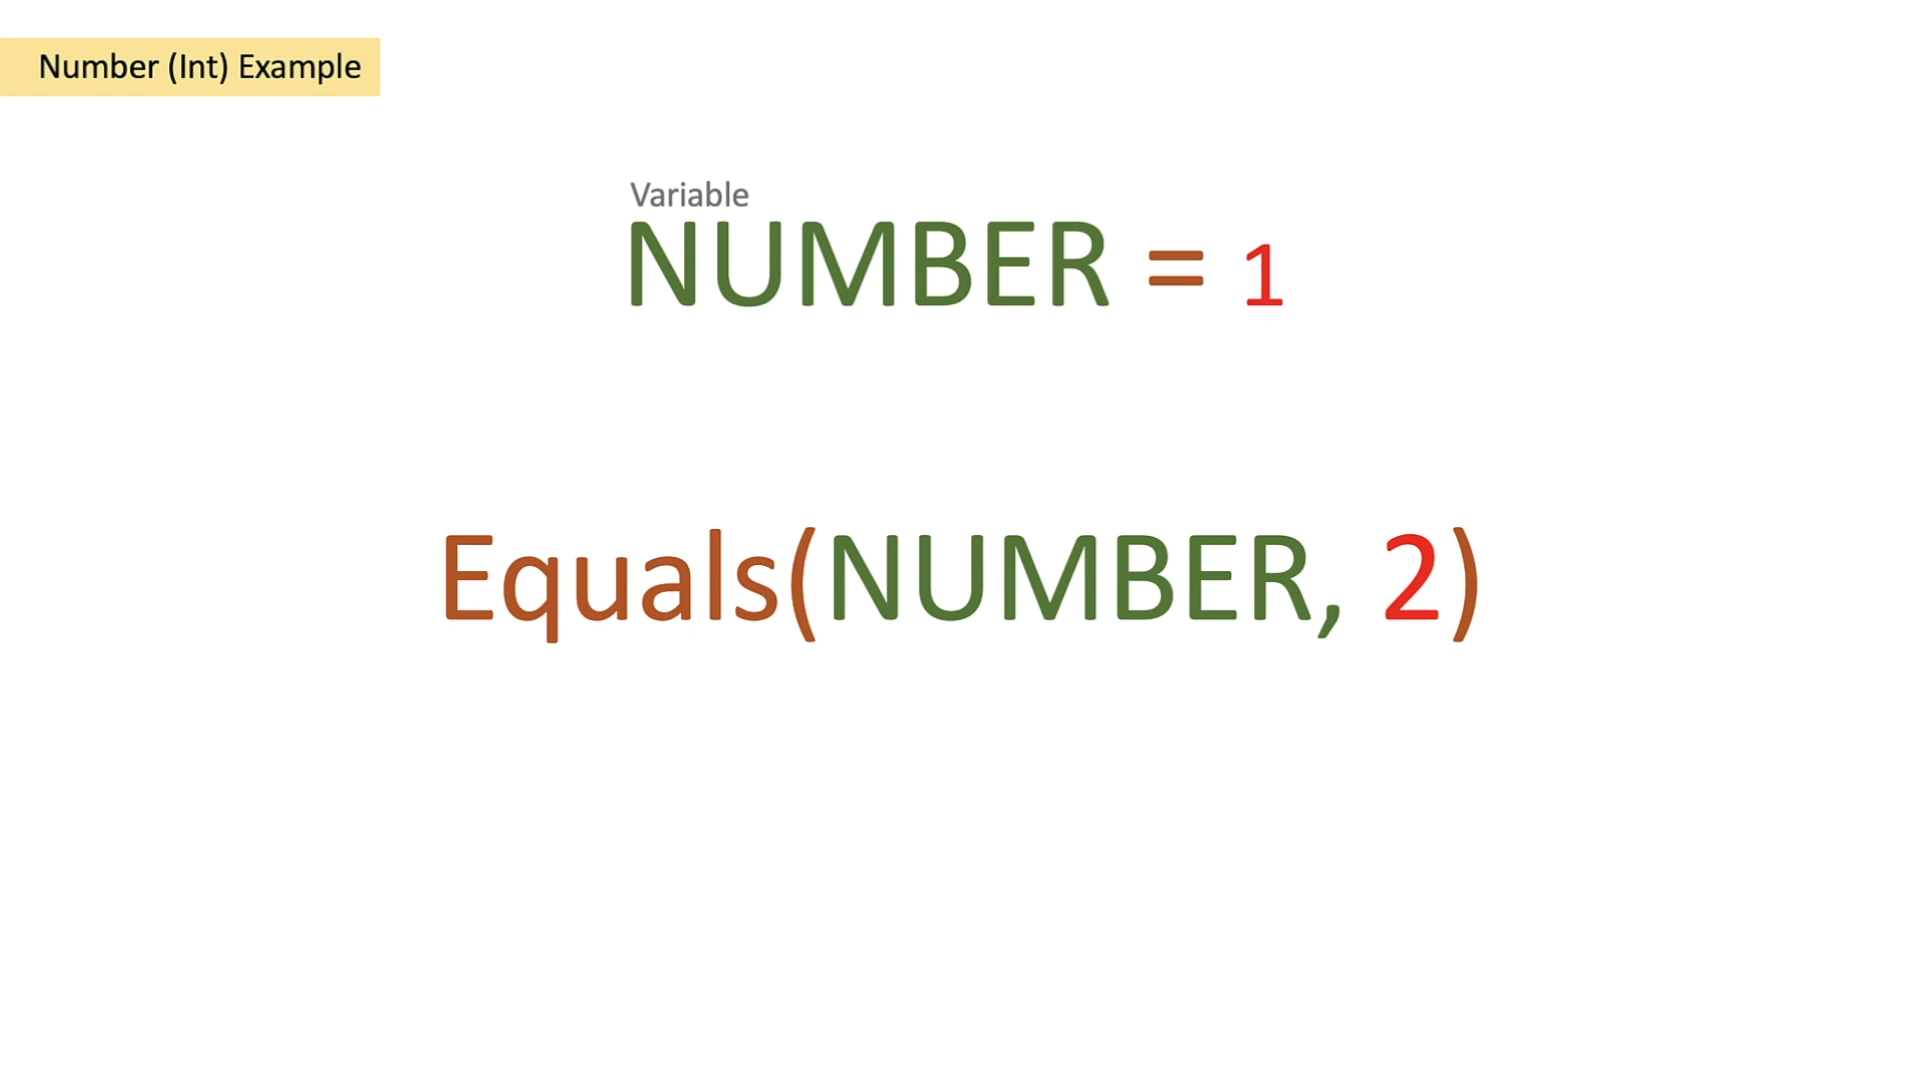 Number (Int) Example
Variable
NUMBER = 1
Equals(NUMBER, 2)